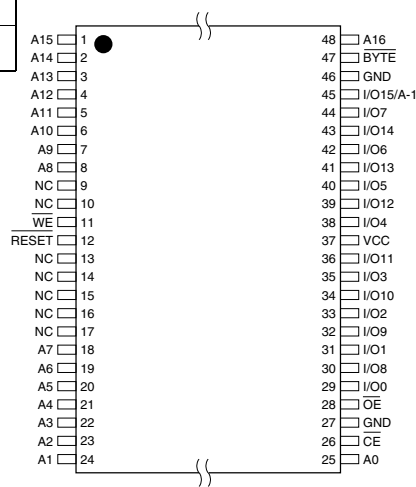 A15 1 48 A16
A14 2 47 BYTE
A13 3 46 GND
A12 4 45 I/O15/A-1
A11 5 44 I/O7
A10 6 43 I/O14
A9 7 42 I/O6
A8 8 41 I/O13
NC 9 40 I/O5
NC 10 39 I/O12
WE 11 38 I/O4
RESET 12 37 VCC
NC 13 36 I/O11
NC 14 35 I/O3
NC 15 34 I/O10
NC 16 33 I/O2
NC 17 32 I/O9
A7 18 31 I/O1
A6 19 30 I/O8
A5 20 29 I/O0
A4 21 28 OE
A3 22 27 GND
A2 23 26 CE
A1 24 25 A0